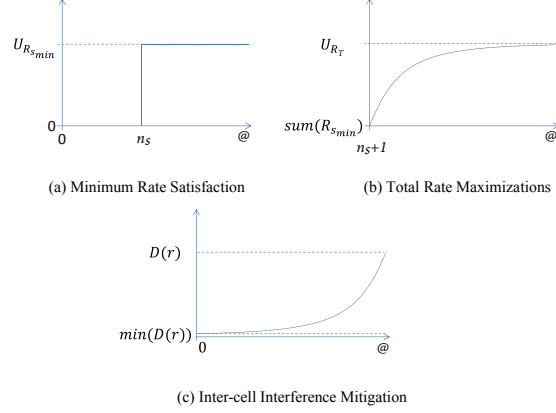 U_{R_{s_{min}}}
0
0
n_s
@
(a) Minimum Rate Satisfaction
U_{R_T}
sum(R_{s_{min}})
n_s+1
@
(b) Total Rate Maximizations
D(r)
min(D(r))
0
@
(c) Inter-cell Interference Mitigation